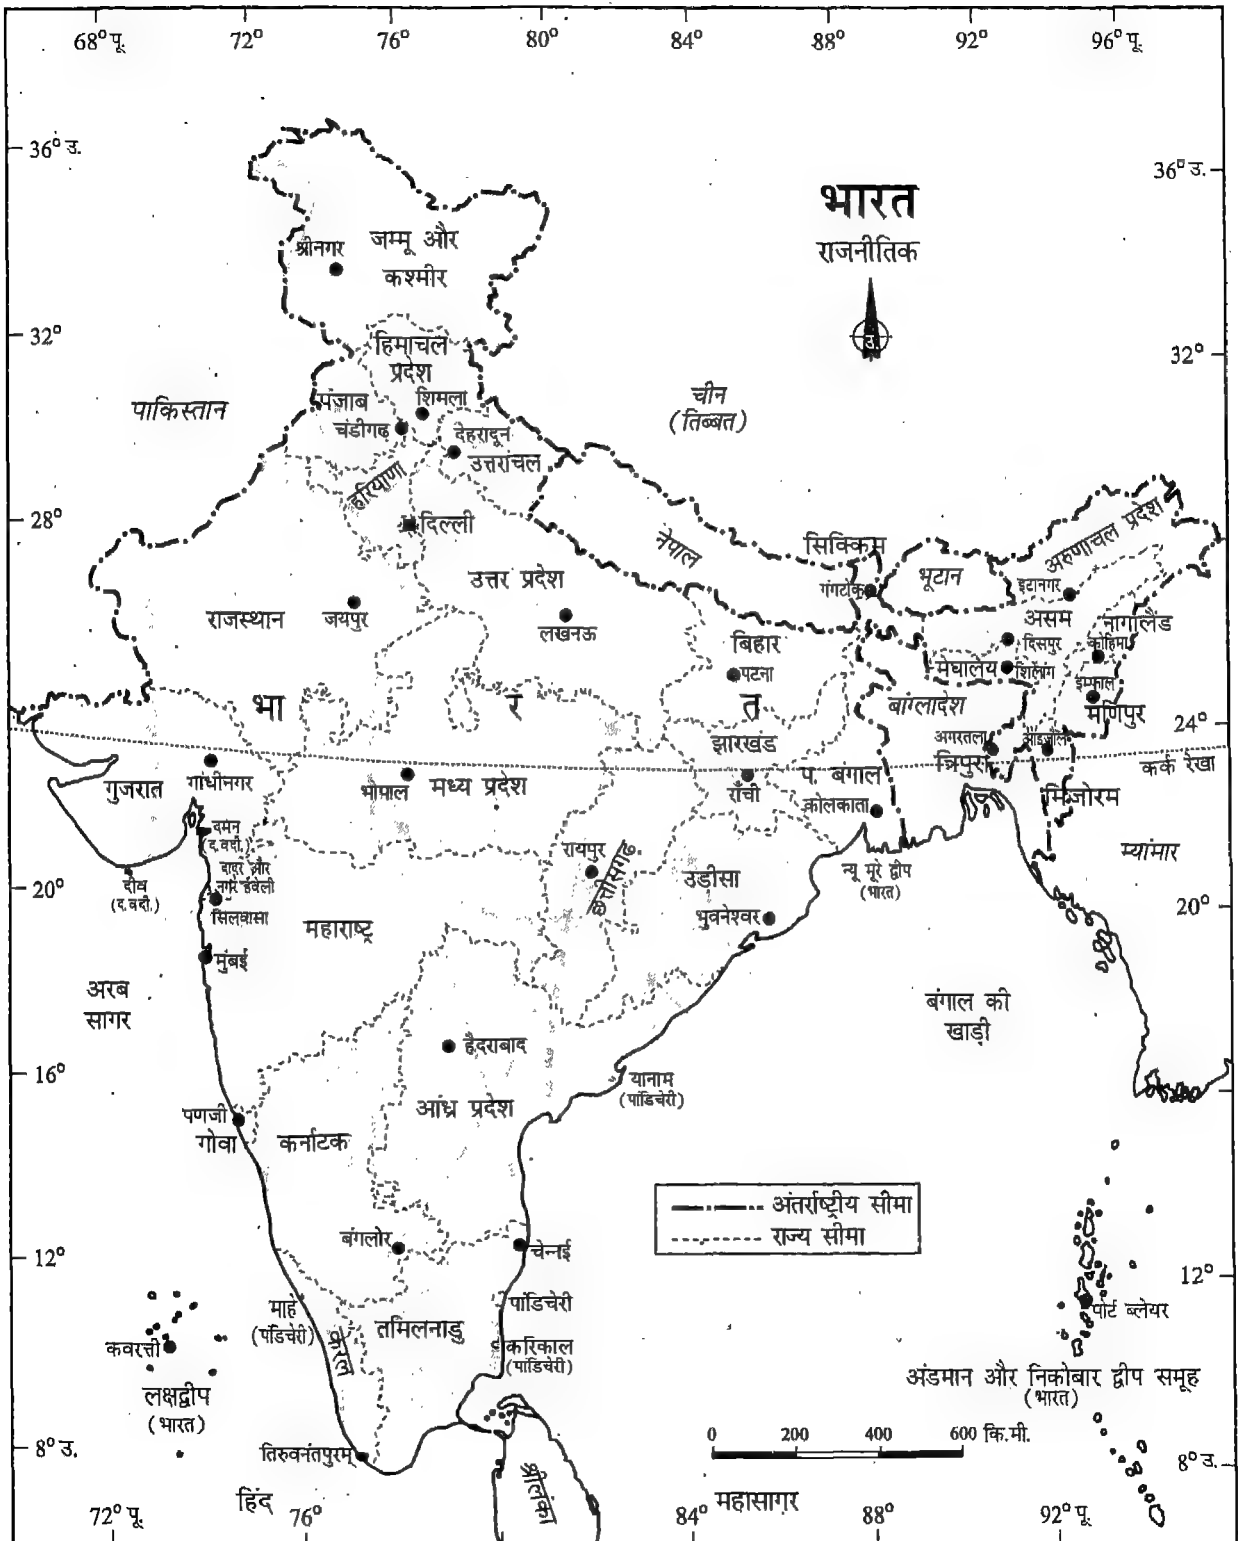 68° पू. 72° 76° 80° 84° 88° 92° 96° पू.
36° उ. 36° उ.
भारत
राजनीतिक
उ
जम्मू और
कश्मीर
श्रीनगर
32° 32°
हिमाचल
प्रदेश
शिमला
पंजाब
चंडीगढ़
पाकिस्तान
चीन
(तिब्बत)
देहरादून
उत्तरांचल
हरियाणा
28° 28°
दिल्ली
नेपाल
सिक्किम
गंगटोक
भूटान
अरुणाचल प्रदेश
इटानगर
उत्तर प्रदेश
राजस्थान
जयपुर
लखनऊ
बिहार
पटना
असम
दिसपुर
नागालैंड
कोहिमा
मेघालय
शिलांग
इम्फाल
मणिपुर
बांग्लादेश
भा र त
24°
झारखंड
अगरतला
त्रिपुरा
आइजोल
कर्क रेखा
गुजरात
गांधीनगर
भोपाल
मध्य प्रदेश
राँची
प. बंगाल
कोलकाता
मिजोरम
म्यांमार
दमन
(द.वदी.)
दादर और
नगर हवेली
सिलवासा
दीव
(द.वदी.)
20° 20°
रायपुर
छत्तीसगढ़
उड़ीसा
भुवनेश्वर
न्यू मूरे द्वीप
(भारत)
महाराष्ट्र
मुंबई
अरब
सागर
बंगाल की
खाड़ी
हैदराबाद
16°
यानाम
(पांडिचेरी)
आंध्र प्रदेश
पणजी
गोवा
कर्नाटक
अंतर्राष्ट्रीय सीमा
राज्य सीमा
बंगलोर
चेन्नई
12° 12°
माहे
(पांडिचेरी)
पांडिचेरी
पोर्ट ब्लेयर
तमिलनाडु
केरल
करिकाल
(पांडिचेरी)
कवरत्ती
लक्षद्वीप
(भारत)
अंडमान और निकोबार द्वीप समूह
(भारत)
0 200 400 600 कि.मी.
8° उ. 8° उ.
तिरुवनंतपुरम्
श्रीलंका
हिंद महासागर
72° पू. 76° 84° 88° 92° पू.